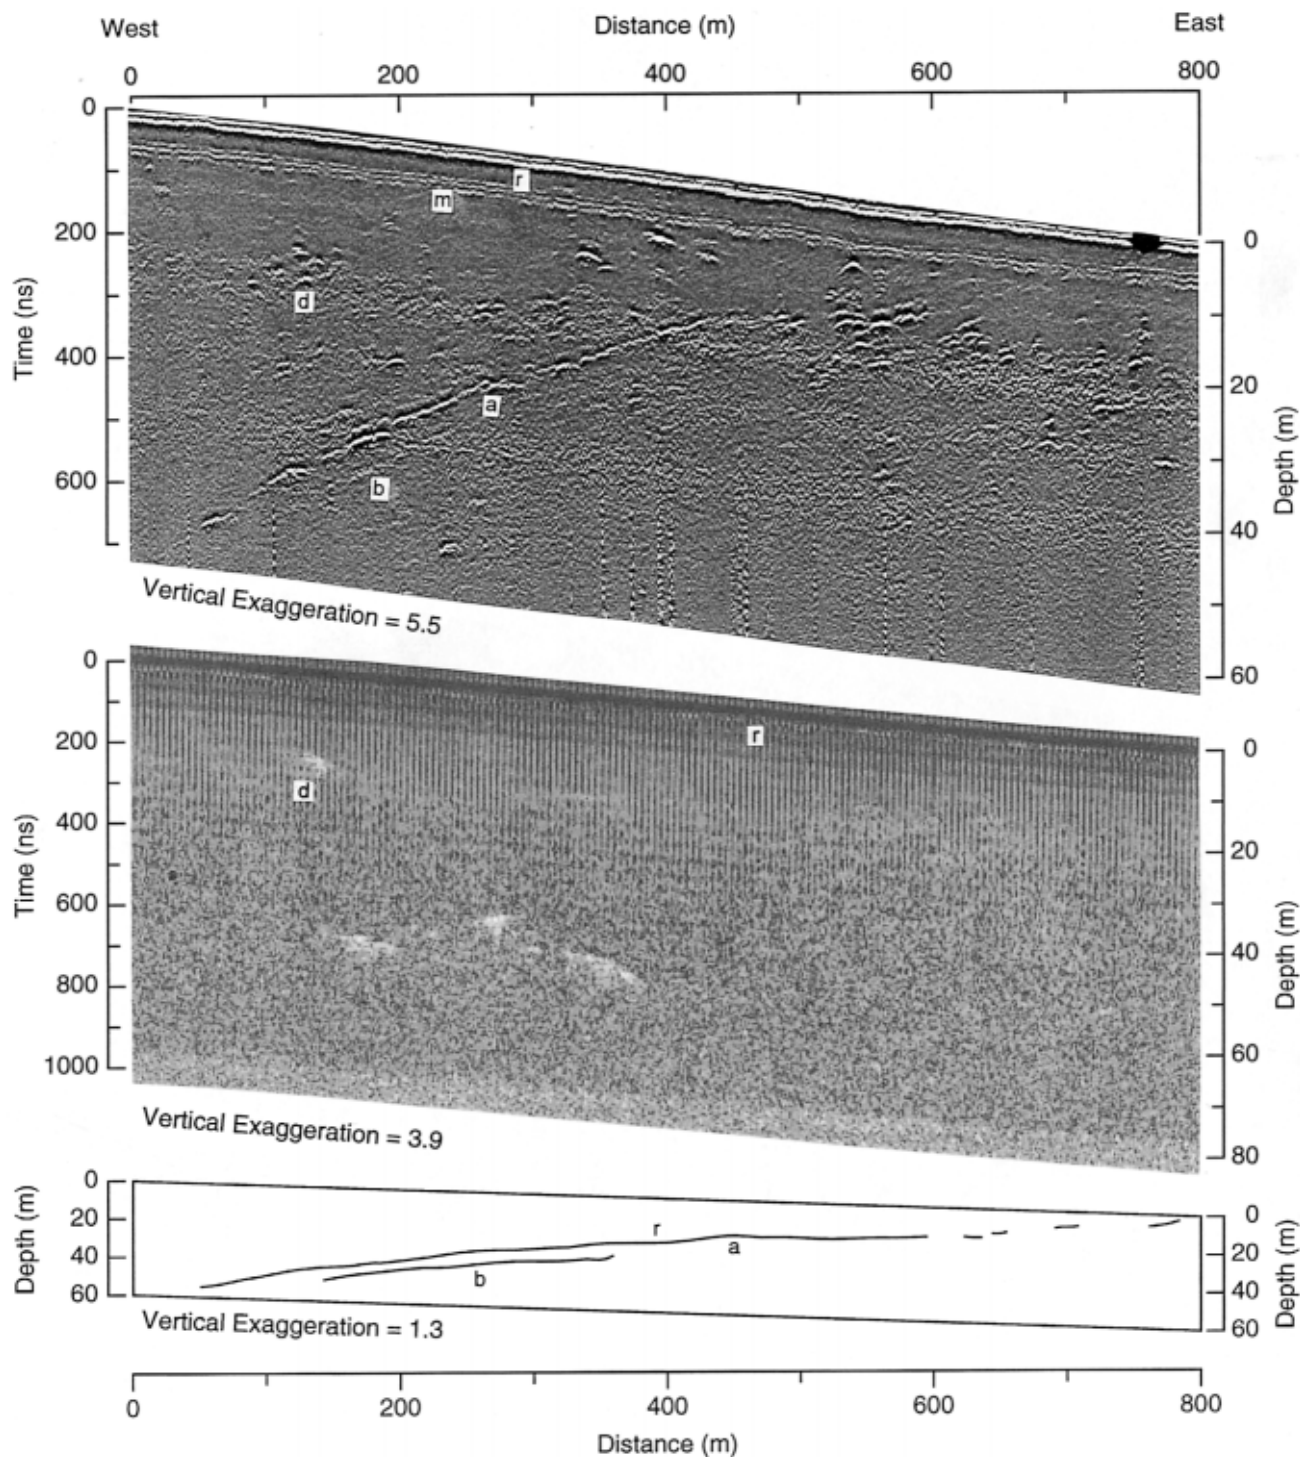 West Distance (m) East
0 200 400 600 800
0
200
400
600
Time (ns)
0
20
40
60
Depth (m)
r
m
d
a
b
Vertical Exaggeration = 5.5
0
200
400
600
800
1000
Time (ns)
0
20
40
60
80
Depth (m)
r
d
Vertical Exaggeration = 3.9
0
20
40
60
Depth (m)
0
20
40
60
Depth (m)
r
a
b
Vertical Exaggeration = 1.3
0 200 400 600 800
Distance (m)